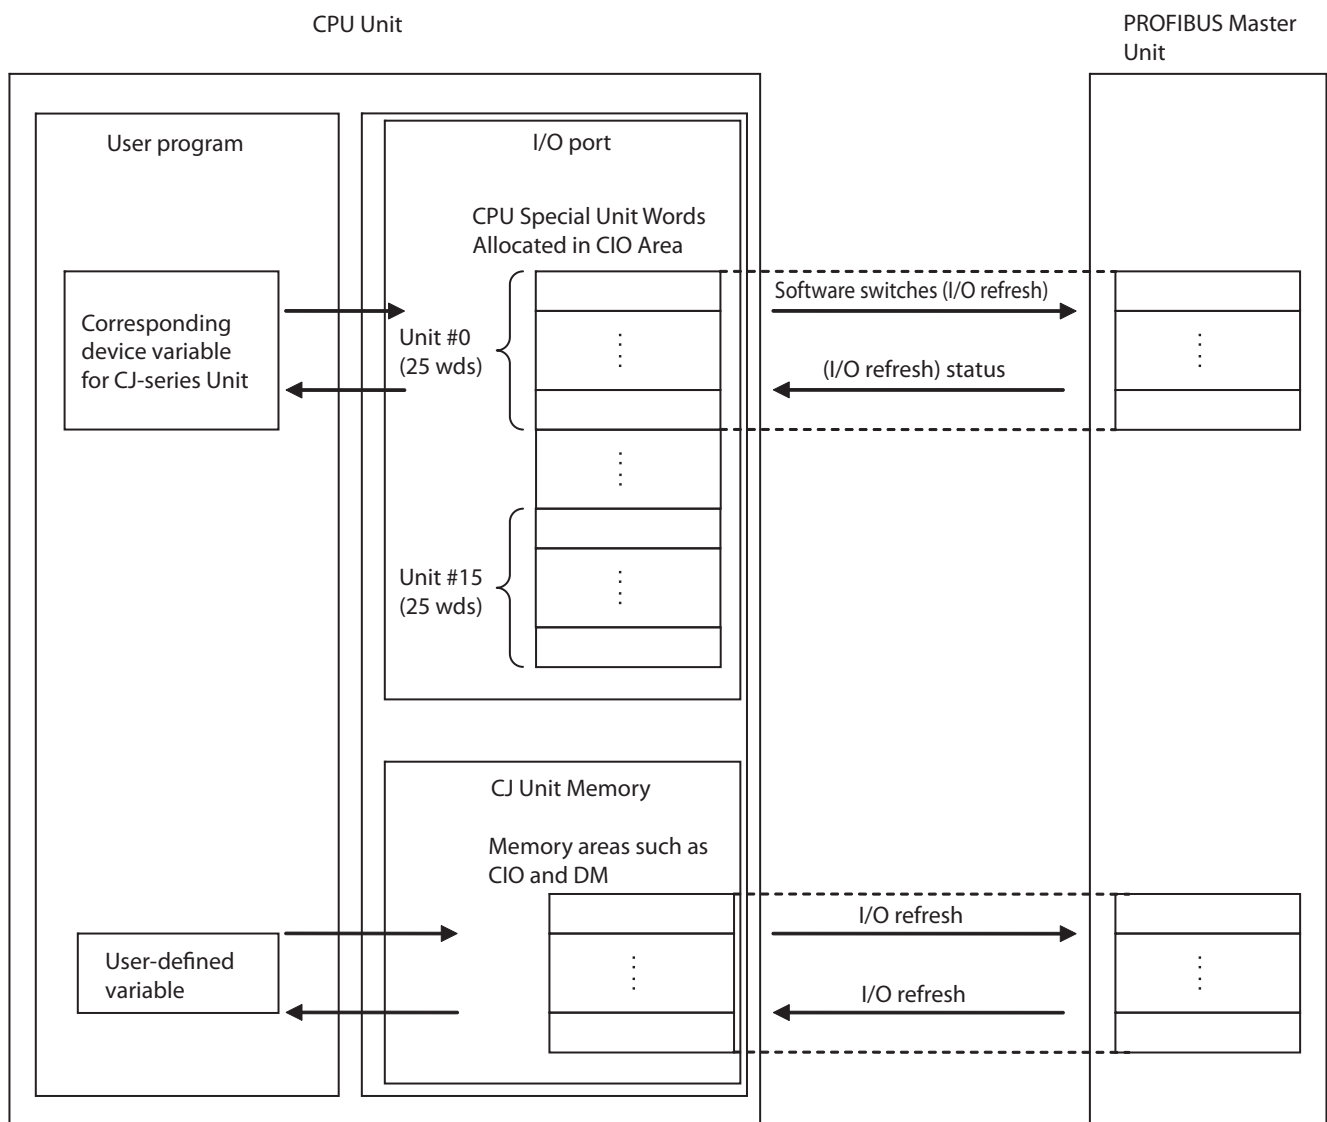 CPU Unit
PROFIBUS Master
Unit
User program
I/O port
CPU Special Unit Words
Allocated in CIO Area
Corresponding
device variable
for CJ-series Unit
Unit #0
(25 wds)
Software switches (I/O refresh)
(I/O refresh) status
Unit #15
(25 wds)
CJ Unit Memory
Memory areas such as
CIO and DM
User-defined
variable
I/O refresh
I/O refresh